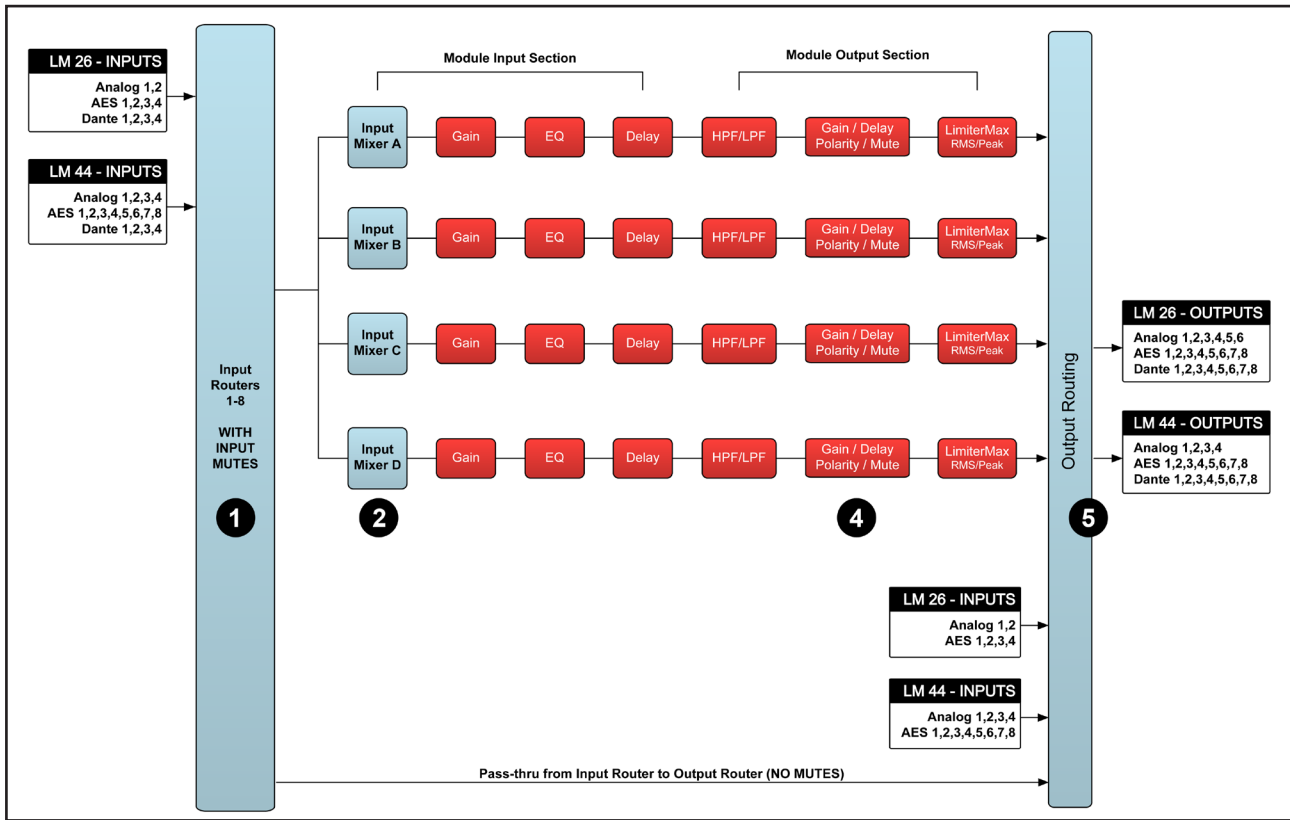 LM 26 - INPUTS
Analog 1,2
AES 1,2,3,4
Dante 1,2,3,4
LM 44 - INPUTS
Analog 1,2,3,4
AES 1,2,3,4,5,6,7,8
Dante 1,2,3,4
Input
Routers
1-8
WITH
INPUT
MUTES
1
Module Input Section
Module Output Section
Input
Mixer A
Gain
EQ
Delay
HPF/LPF
Gain / Delay
Polarity / Mute
LimiterMax
RMS/Peak
Input
Mixer B
Gain
EQ
Delay
HPF/LPF
Gain / Delay
Polarity / Mute
LimiterMax
RMS/Peak
Input
Mixer C
Gain
EQ
Delay
HPF/LPF
Gain / Delay
Polarity / Mute
LimiterMax
RMS/Peak
Input
Mixer D
Gain
EQ
Delay
HPF/LPF
Gain / Delay
Polarity / Mute
LimiterMax
RMS/Peak
2
4
Output Routing
5
LM 26 - OUTPUTS
Analog 1,2,3,4,5,6
AES 1,2,3,4,5,6,7,8
Dante 1,2,3,4,5,6,7,8
LM 44 - OUTPUTS
Analog 1,2,3,4
AES 1,2,3,4,5,6,7,8
Dante 1,2,3,4,5,6,7,8
LM 26 - INPUTS
Analog 1,2
AES 1,2,3,4
LM 44 - INPUTS
Analog 1,2,3,4
AES 1,2,3,4,5,6,7,8
Pass-thru from Input Router to Output Router (NO MUTES)